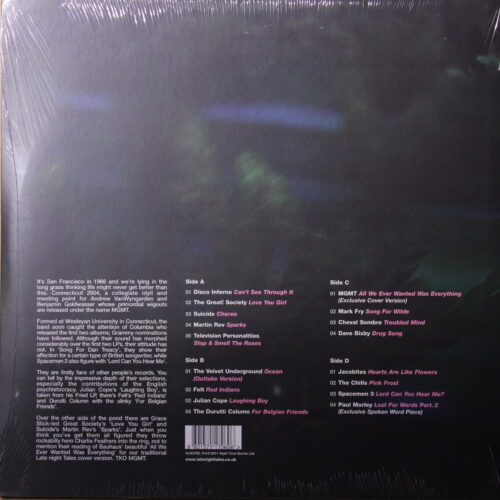 It's San Francisco in 1966 and we're lying in the
long grass thinking life might never get better than
this. Connecticut 2004, a collegiate idyll and
meeting point for Andrew VanWyngarden and
Benjamin Goldwasser whose primordial wigouts
are released under the name MGMT.
Formed at Wesleyan University in Connecticut, the
band soon caught the attention of Columbia who
released the first two albums; Grammy nominations
have followed. Although their sound has morphed
considerably over the first two LPs, their attitude has
not. In 'Song For Dan Treacy', they show their
affection for a certain type of British songwriter, while
Spaceman 3 also figure with 'Lord Can You Hear Me'.
They are firstly fans of other people's records. You
can tell by the impressive depth of their selections,
especially the contributions of the English
psychistocracy. Julian Cope's 'Laughing Boy', is
taken from his Fried LP, there's Felt's 'Red Indians'
and Durutti Column with the slinky 'For Belgian
Friends'.
Over the other side of the pond there are Grace
Slick-led Great Society's 'Love You Girl' and
Suicide's Martin Rev's 'Sparks'. Just when you
think you've get them all figured they throw
rockabilly hero Charlie Feathers into the ring, not to
mention their reading of Bauhaus' beautiful 'All We
Ever Wanted Was Everything' for our traditional
Late night Tales cover version. TKO MGMT.
Side A
01 Disco Inferno Can't See Through It
02 The Great! Society Love You Girl
03 Suicide Cheree
04 Martin Rev Sparks
05 Television Personalities
Stop & Smell The Roses
Side B
01 The Velvet Underground Ocean
(Outtake Version)
02 Felt Red Indians
03 Julian Cope Laughing Boy
04 The Durutti Column For Belgian Friends
Side C
01 MGMT All We Ever Wanted Was Everything
(Exclusive Cover Version)
02 Mark Fry Song For Wilde
03 Cheval Sombre Troubled Mind
04 Dave Bixby Drug Song
Side D
01 Jacobites Hearts Are Like Flowers
02 The Chills Pink Frost
03 Spacemen 3 Lord Can You Hear Me?
04 Paul Morley Lost For Words Part. 2
(Exclusive Spoken Word Piece)
2011 Night Time Stories Ltd.
www.latenighttales.co.uk